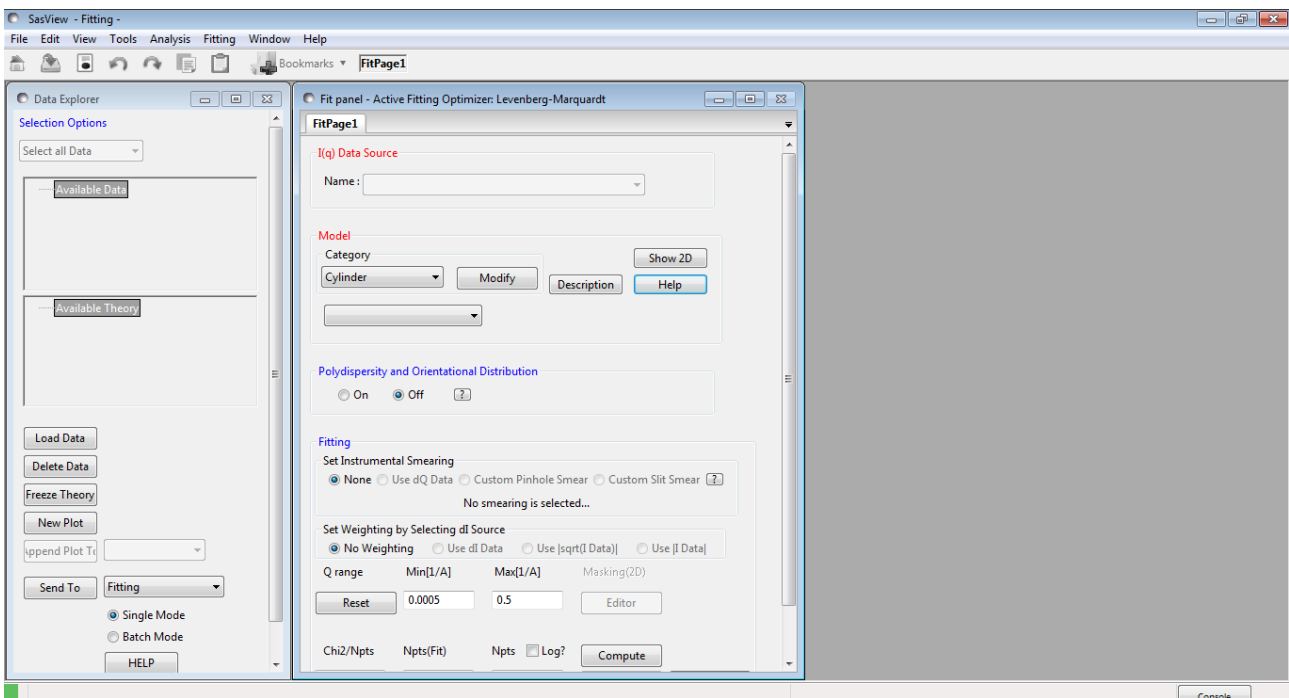 SasView - Fitting -
File Edit View Tools Analysis Fitting Window Help
Bookmarks FitPage1
Data Explorer
Selection Options
Select all Data
Available Data
Available Theory
Load Data
Delete Data
Freeze Theory
New Plot
Append Plot To
Send To Fitting
Single Mode
Batch Mode
HELP
Fit panel - Active Fitting Optimizer: Levenberg-Marquardt
FitPage1
I(q) Data Source
Name :
Model
Category
Show 2D
Cylinder Modify Description Help
Polydispersity and Orientational Distribution
On Off ?
Fitting
Set Instrumental Smearing
None Use dQ Data Custom Pinhole Smear Custom Slit Smear ?
No smearing is selected...
Set Weighting by Selecting dI Source
No Weighting Use dI Data Use |sqrt(I Data)| Use |I Data|
Q range Min[1/A] Max[1/A] Masking(2D)
Reset 0.0005 0.5 Editor
Chi2/Npts Npts(Fit) Npts Log? Compute
Console